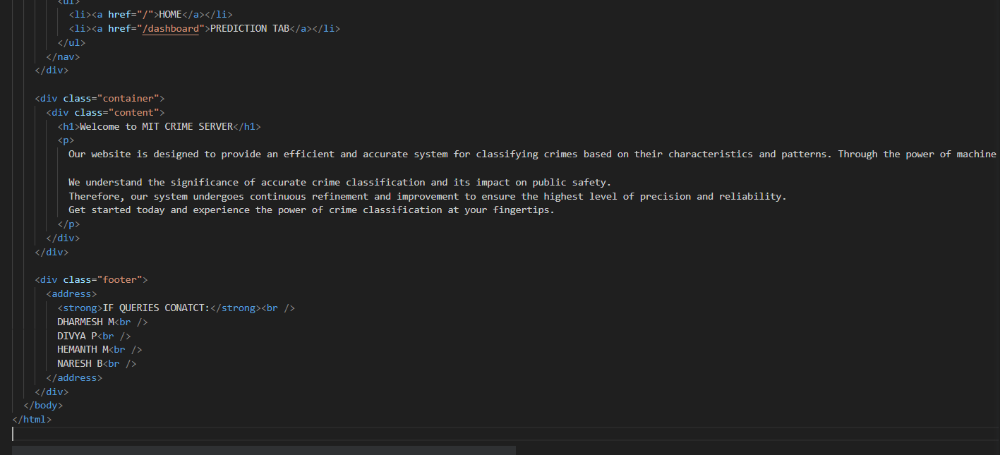 <ul>
<li><a href="/">HOME</a></li>
<li><a href="/dashboard">PREDICTION TAB</a></li>
</ul>
</nav>
</div>
<div class="container">
<div class="content">
<h1>Welcome to MIT CRIME SERVER</h1>
<p>
Our website is designed to provide an efficient and accurate system for classifying crimes based on their characteristics and patterns. Through the power of machine
We understand the significance of accurate crime classification and its impact on public safety.
Therefore, our system undergoes continuous refinement and improvement to ensure the highest level of precision and reliability.
Get started today and experience the power of crime classification at your fingertips.
</p>
</div>
</div>
<div class="footer">
<address>
<strong>IF QUERIES CONATCT:</strong><br />
DHARMESH M<br />
DIVYA P<br />
HEMANTH M<br />
NARESH B<br />
</address>
</div>
</body>
</html>